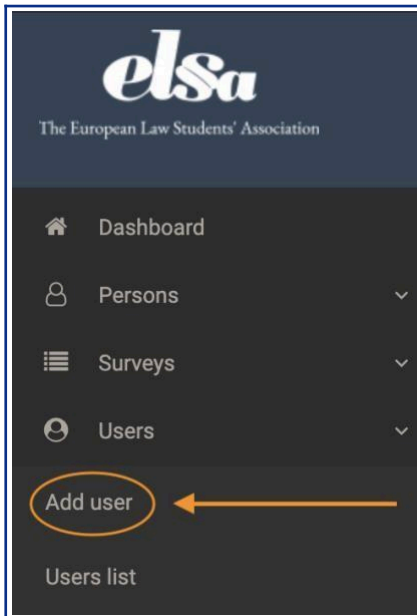 elsa
The European Law Students' Association
Dashboard
Persons
Surveys
Users
Add user
Users list